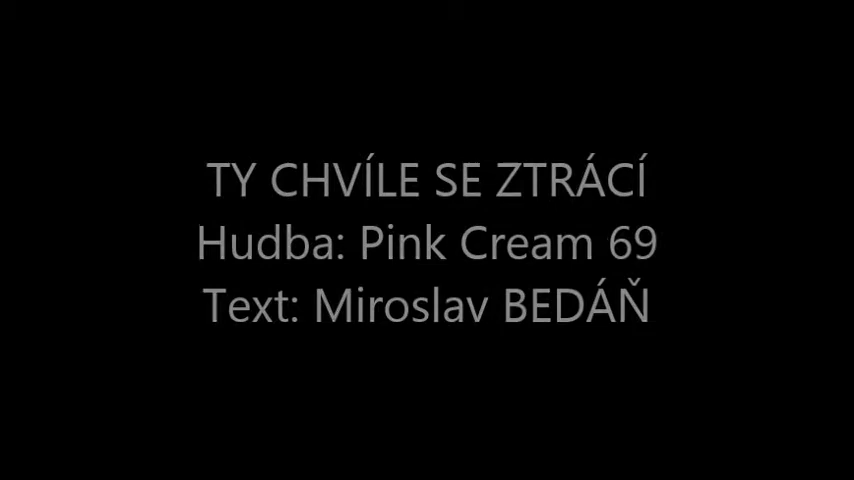 TY CHVÍLE SE ZTRÁCÍ
Hudba: Pink Cream 69
Text: Miroslav BEDÁŇ